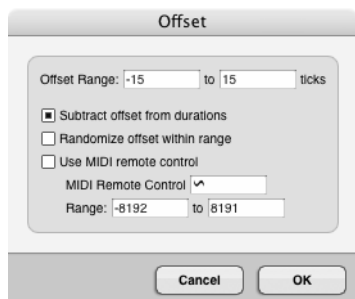 Offset
Offset Range: -15 to 15 ticks
Subtract offset from durations
Randomize offset within range
Use MIDI remote control
MIDI Remote Control
Range: -8192 to 8191
Cancel OK